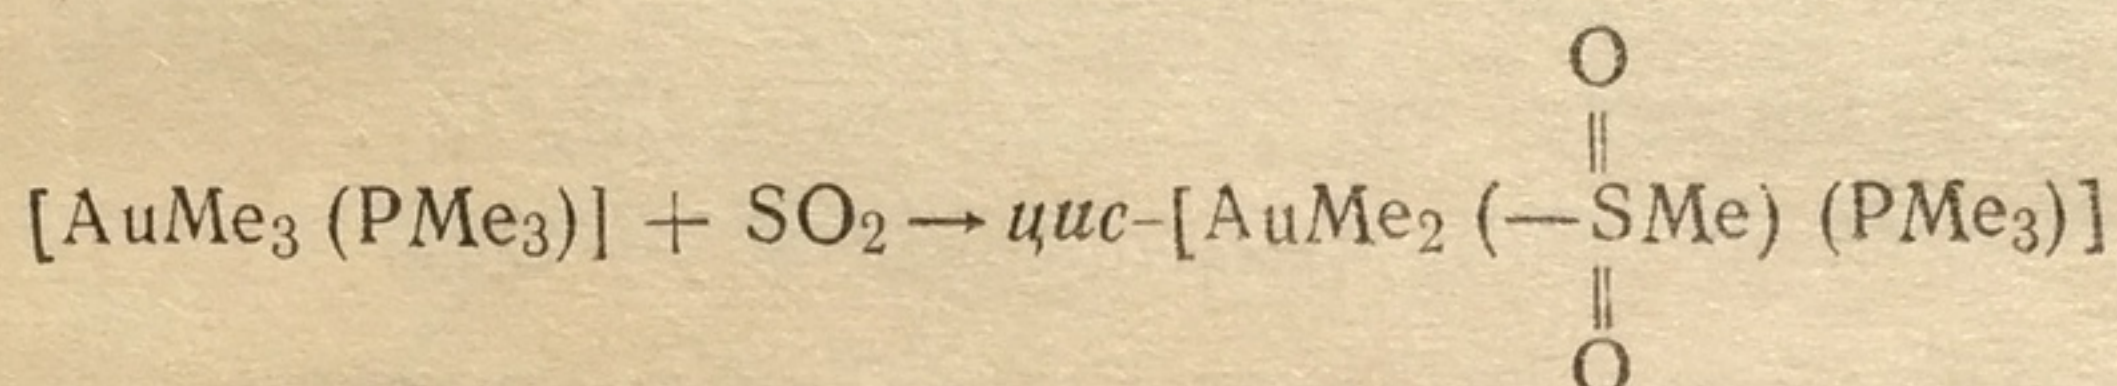 O
||
[AuMe₃ (PMe₃)] + SO₂ → цис-[AuMe₂ (—SMe) (PMe₃)]
||
O